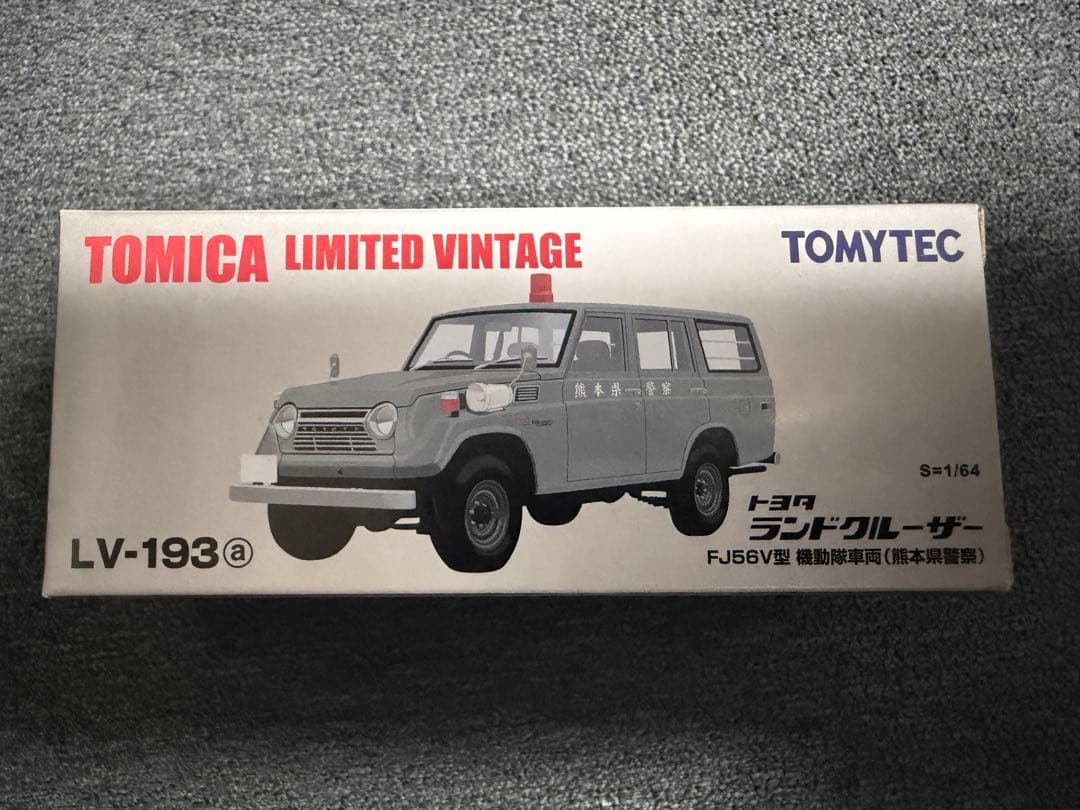 TOMICA LIMITED VINTAGE
TOMYTEC
TOYOTA
熊本県警察
S=1/64
トヨタ
ランドクルーザー
LV-193ⓐ
FJ56V型 機動隊車両(熊本県警察)